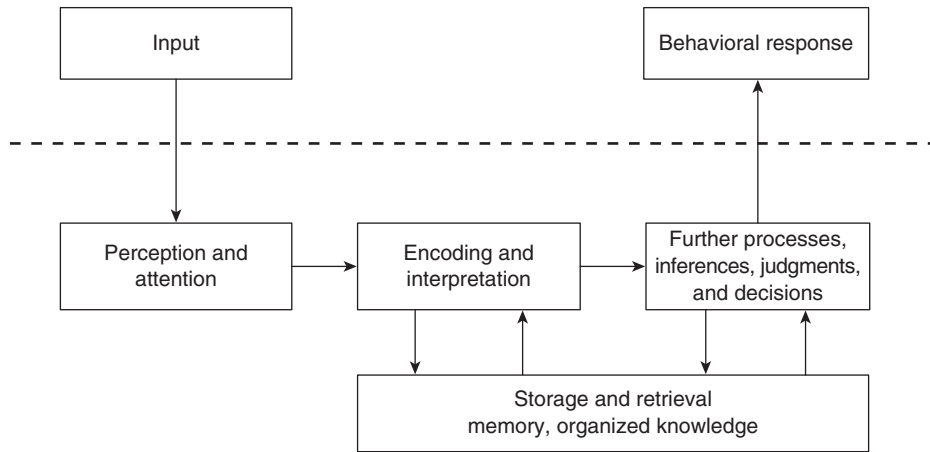 Input
Behavioral response
Perception and
attention
Encoding and
interpretation
Further processes,
inferences, judgments,
and decisions
Storage and retrieval
memory, organized knowledge